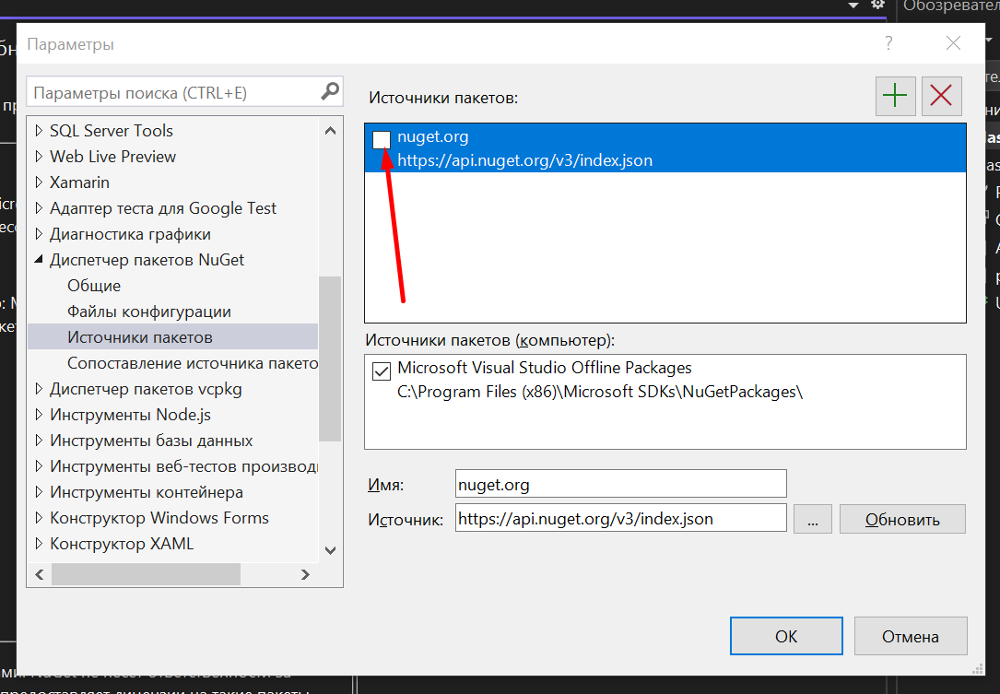 Обозревател
Параметры
?
Параметры поиска (CTRL+E)
SQL Server Tools
Web Live Preview
Xamarin
Адаптер теста для Google Test
Диагностика графики
Диспетчер пакетов NuGet
Общие
Файлы конфигурации
Источники пакетов
Сопоставление источника пакето
Диспетчер пакетов vcpkg
Инструменты Node.js
Инструменты базы данных
Инструменты веб-тестов производ
Инструменты контейнера
Конструктор Windows Forms
Конструктор XAML
Источники пакетов:
nuget.org
https://api.nuget.org/v3/index.json
Источники пакетов (компьютер):
Microsoft Visual Studio Offline Packages
C:\Program Files (x86)\Microsoft SDKs\NuGetPackages\
Имя:
nuget.org
Источник:
https://api.nuget.org/v3/index.json
...
Обновить
OK
Отмена